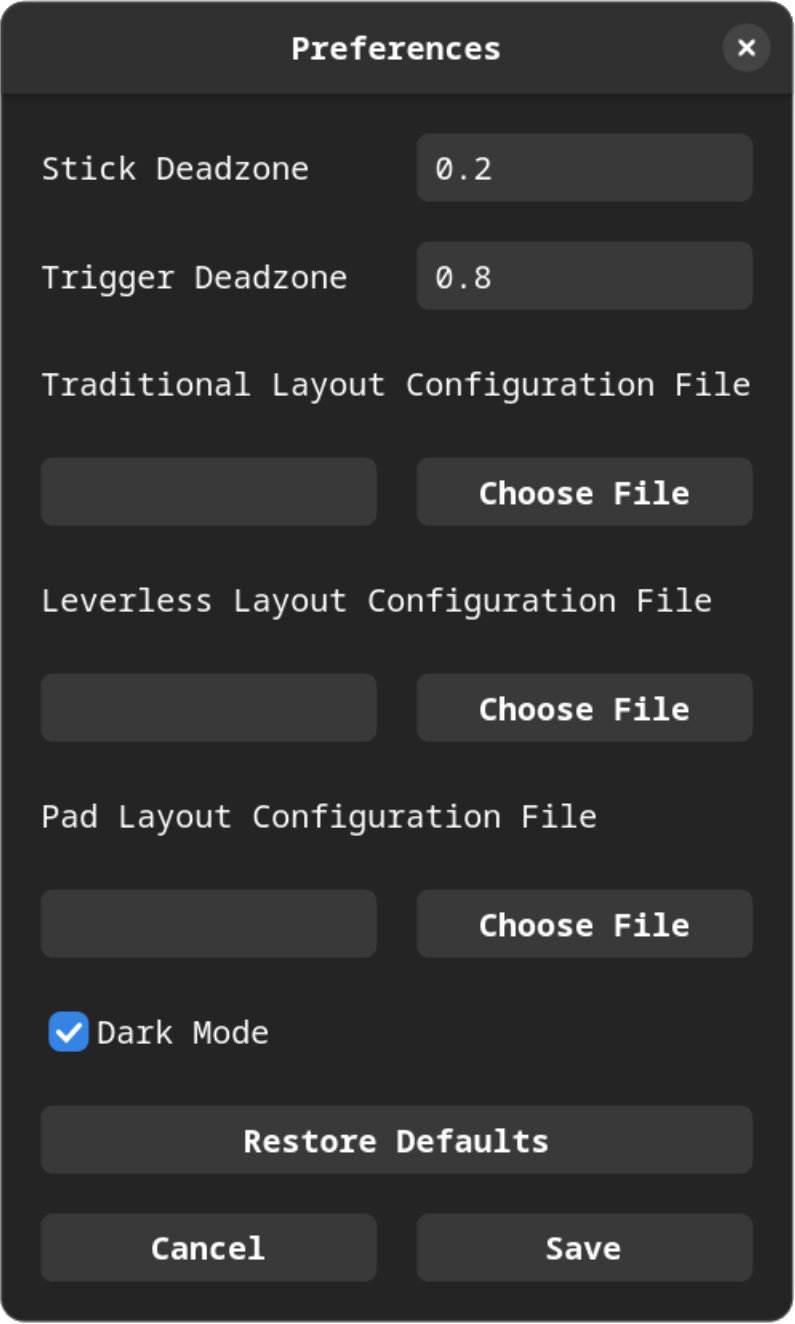 Preferences
Stick Deadzone 0.2
Trigger Deadzone 0.8
Traditional Layout Configuration File
Choose File
Leverless Layout Configuration File
Choose File
Pad Layout Configuration File
Choose File
Dark Mode
Restore Defaults
Cancel Save